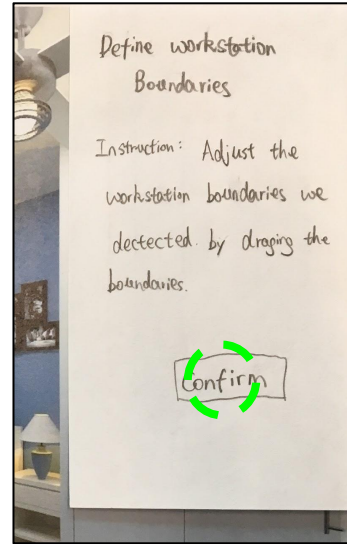 Define workstation
Boundaries
Instruction: Adjust the
workstation boundaries we
dectected. by draging the
boundaries.
Confirm